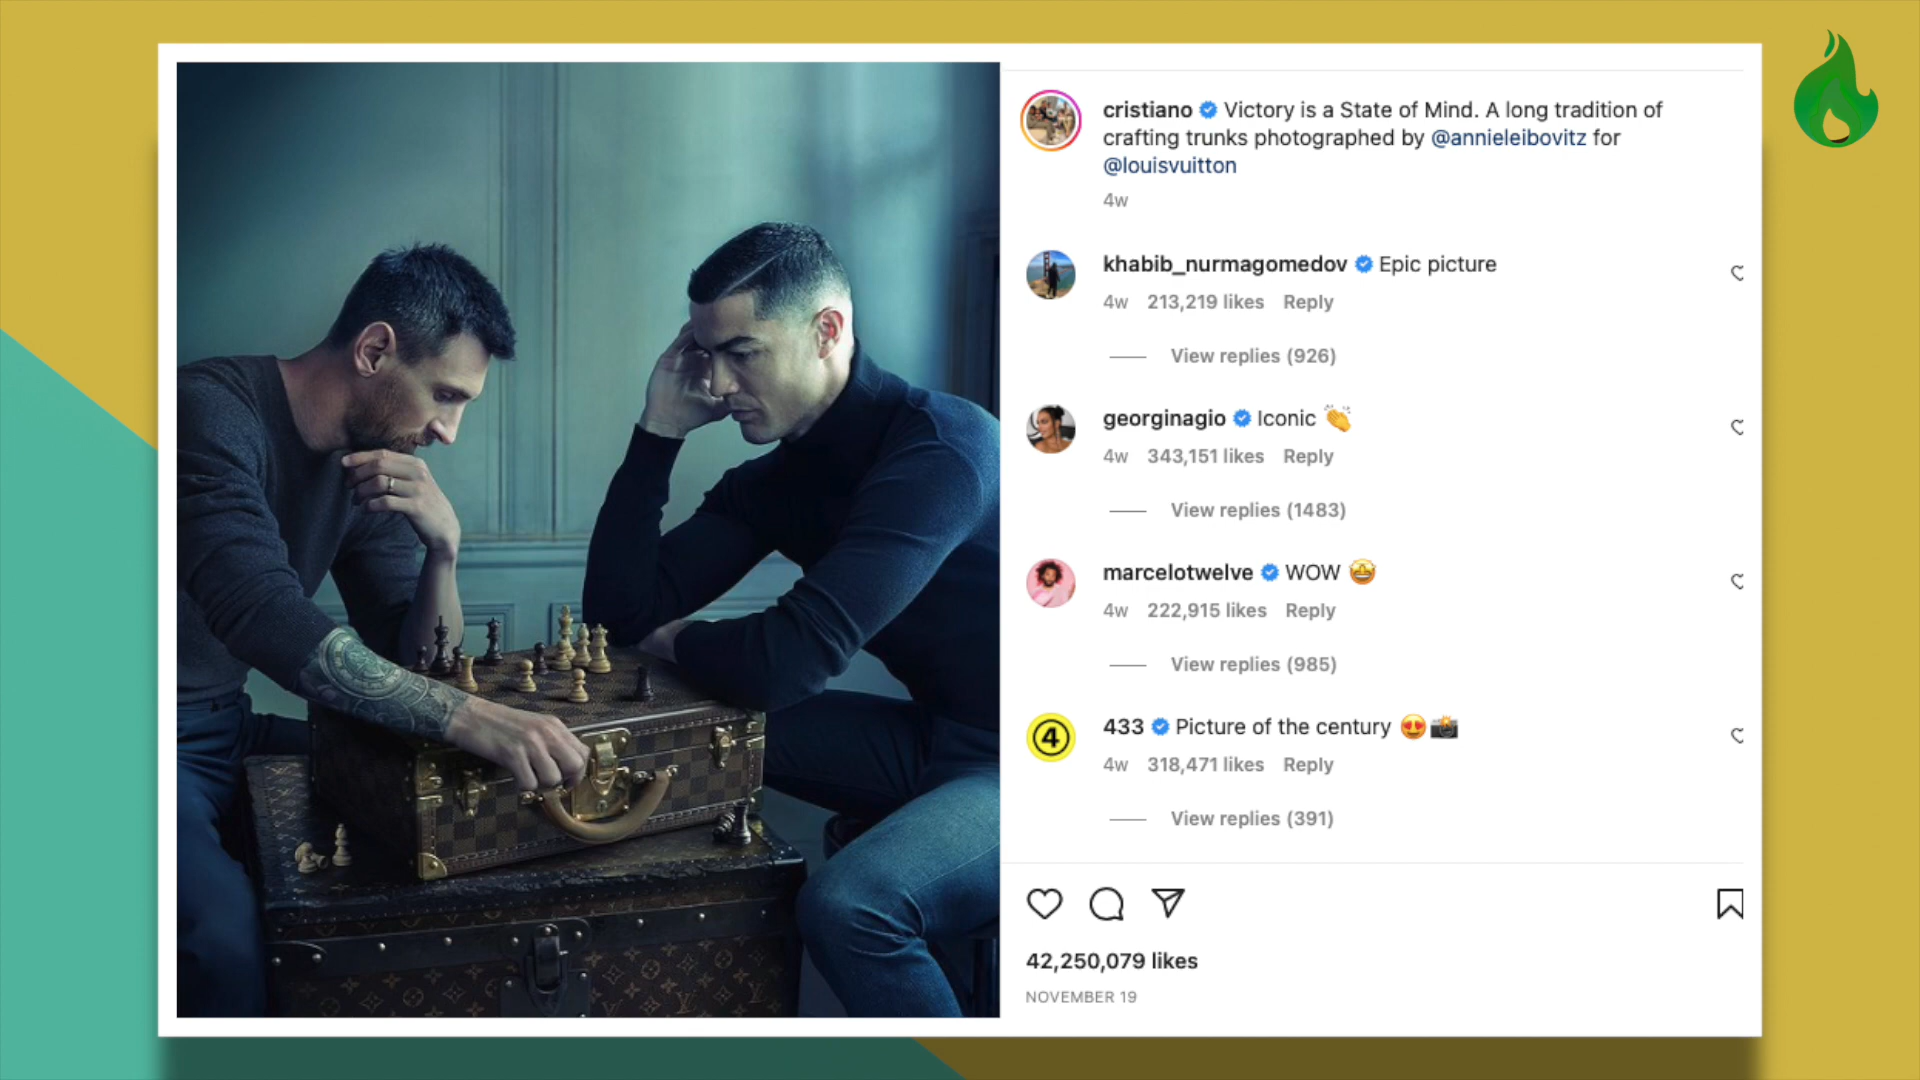 cristiano Victory is a State of Mind. A long tradition of
crafting trunks photographed by @annieleibovitz for
@louisvuitton
4w
khabib_nurmagomedov Epic picture
4w 213,219 likes Reply
View replies (926)
georginagio Iconic 👏
4w 343,151 likes Reply
View replies (1483)
marcelotwelve WOW 🤩
4w 222,915 likes Reply
View replies (985)
4
433 Picture of the century 😍📸
4w 318,471 likes Reply
View replies (391)
42,250,079 likes
NOVEMBER 19